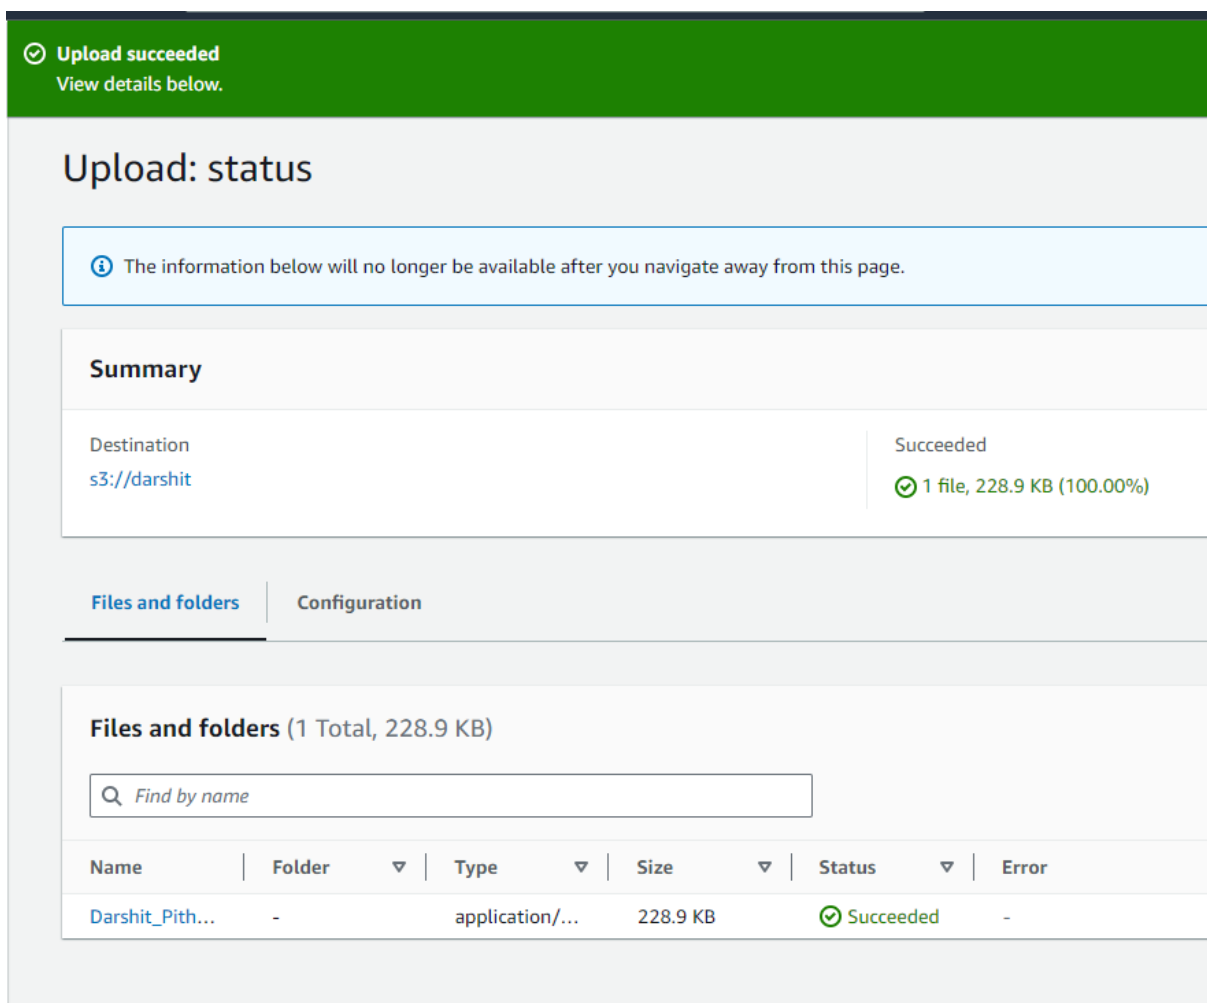 Upload succeeded
View details below.
Upload: status
The information below will no longer be available after you navigate away from this page.
Summary
Destination
s3://darshit
Succeeded
1 file, 228.9 KB (100.00%)
Files and folders
Configuration
Files and folders (1 Total, 228.9 KB)
Find by name
Name Folder Type Size Status Error
Darshit_Pith... - application/... 228.9 KB Succeeded -